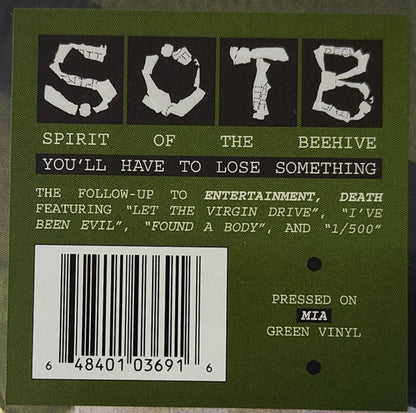 SOTB
SPIRIT OF THE BEEHIVE
YOU'LL HAVE TO LOSE SOMETHING
THE FOLLOW-UP TO ENTERTAINMENT, DEATH
FEATURING "LET THE VIRGIN DRIVE", "I'VE
BEEN EVIL", "FOUND A BODY", AND "1/500"
PRESSED ON
MIA
GREEN VINYL
6 48401 03691 6